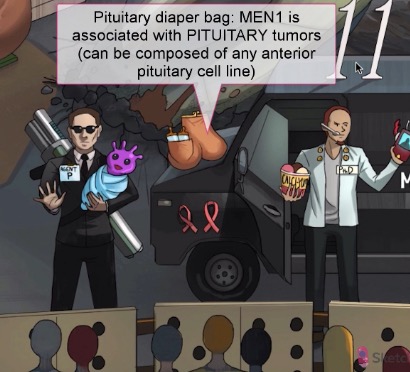 Pituitary diaper bag: MEN1 is
associated with PITUITARY tumors
(can be composed of any anterior
pituitary cell line)
11
AGENT
P
PhD
M